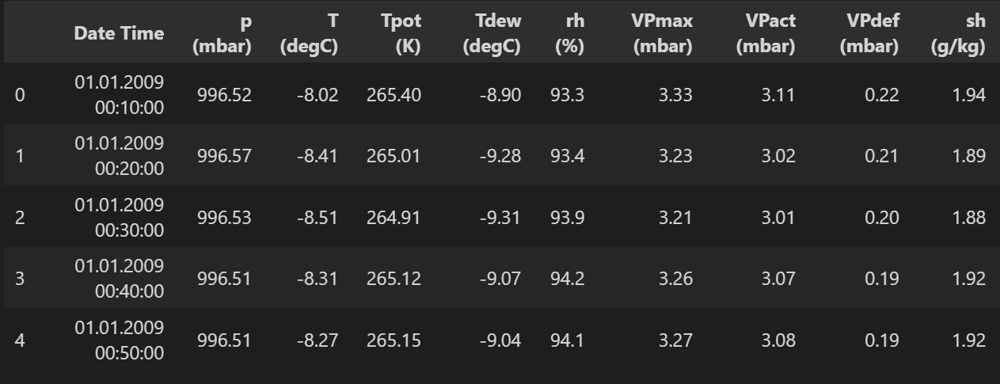 Date Time p (mbar) T (degC) Tpot (K) Tdew (degC) rh (%) VPmax (mbar) VPact (mbar) VPdef (mbar) sh (g/kg)
0 01.01.2009 00:10:00 996.52 -8.02 265.40 -8.90 93.3 3.33 3.11 0.22 1.94
1 01.01.2009 00:20:00 996.57 -8.41 265.01 -9.28 93.4 3.23 3.02 0.21 1.89
2 01.01.2009 00:30:00 996.53 -8.51 264.91 -9.31 93.9 3.21 3.01 0.20 1.88
3 01.01.2009 00:40:00 996.51 -8.31 265.12 -9.07 94.2 3.26 3.07 0.19 1.92
4 01.01.2009 00:50:00 996.51 -8.27 265.15 -9.04 94.1 3.27 3.08 0.19 1.92